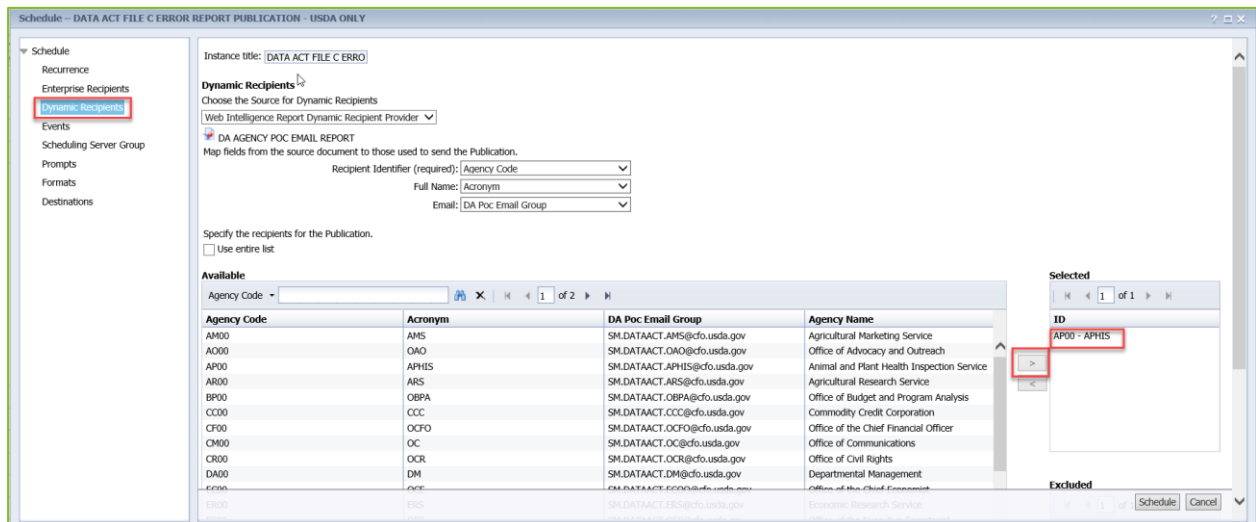 Schedule – DATA ACT FILE C ERROR REPORT PUBLICATION - USDA ONLY
? □ X
Schedule
Recurrence
Enterprise Recipients
Dynamic Recipients
Events
Scheduling Server Group
Prompts
Formats
Destinations
Instance title: DATA ACT FILE C ERRO
Dynamic Recipients
Choose the Source for Dynamic Recipients
Web Intelligence Report Dynamic Recipient Provider
DA AGENCY POC EMAIL REPORT
Map fields from the source document to those used to send the Publication.
Recipient Identifier (required): Agency Code
Full Name: Acronym
Email: DA Poc Email Group
Specify the recipients for the Publication.
Use entire list
Available
Agency Code 1 of 2
Agency Code Acronym DA Poc Email Group Agency Name
AM00 AMS SM.DATAACT.AMS@cfo.usda.gov Agricultural Marketing Service
AO00 OAO SM.DATAACT.OAO@cfo.usda.gov Office of Advocacy and Outreach
AP00 APHIS SM.DATAACT.APHIS@cfo.usda.gov Animal and Plant Health Inspection Service
AR00 ARS SM.DATAACT.ARS@cfo.usda.gov Agricultural Research Service
BP00 OBPA SM.DATAACT.OBPA@cfo.usda.gov Office of Budget and Program Analysis
CC00 CCC SM.DATAACT.CCC@cfo.usda.gov Commodity Credit Corporation
CF00 OCFO SM.DATAACT.OCFO@cfo.usda.gov Office of the Chief Financial Officer
CM00 OC SM.DATAACT.OC@cfo.usda.gov Office of Communications
CR00 OCR SM.DATAACT.OCR@cfo.usda.gov Office of Civil Rights
DA00 DM SM.DATAACT.DM@cfo.usda.gov Departmental Management
Office of the Chief Economist
ER00 ERS SM.DATAACT.ERS@cfo.usda.gov Economic Research Service
>
<
Selected
1 of 1
ID
AP00 - APHIS
Excluded
1 of
Schedule Cancel